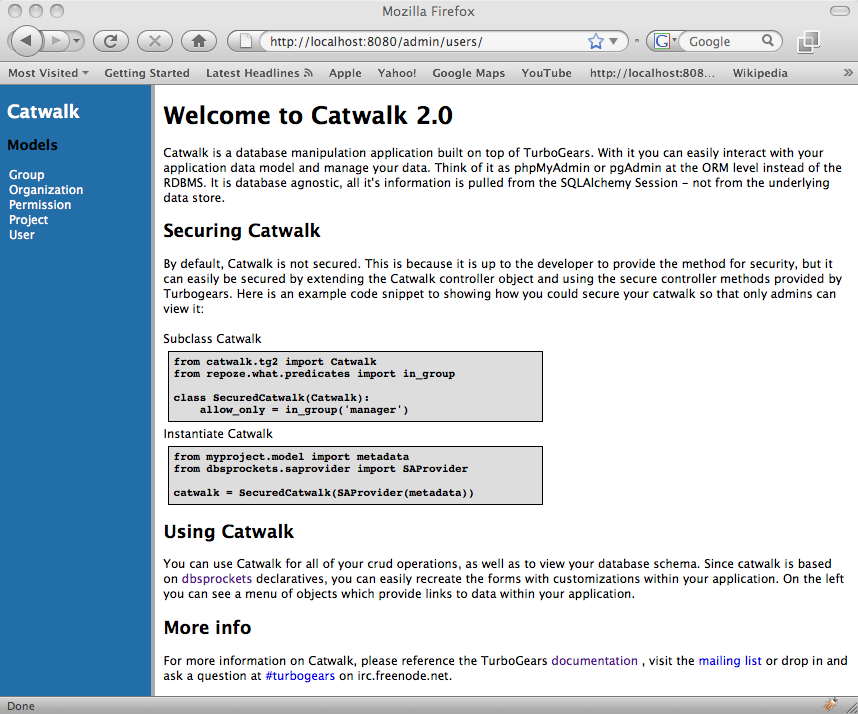 Mozilla Firefox
http://localhost:8080/admin/users/
G
Google
Most Visited
Getting Started
Latest Headlines
Apple
Yahoo!
Google Maps
YouTube
http://localhost:808...
Wikipedia
»
Catwalk
Models
Group
Organization
Permission
Project
User
Welcome to Catwalk 2.0
Catwalk is a database manipulation application built on top of TurboGears. With it you can easily interact with your
application data model and manage your data. Think of it as phpMyAdmin or pgAdmin at the ORM level instead of the
RDBMS. It is database agnostic, all it's information is pulled from the SQLAlchemy Session - not from the underlying
data store.
Securing Catwalk
By default, Catwalk is not secured. This is because it is up to the developer to provide the method for security, but it
can easily be secured by extending the Catwalk controller object and using the secure controller methods provided by
Turbogears. Here is an example code snippet to showing how you could secure your catwalk so that only admins can
view it:
Subclass Catwalk
from catwalk.tg2 import Catwalk
from repoze.what.predicates import in_group
class SecuredCatwalk(Catwalk):
    allow_only = in_group('manager')
Instantiate Catwalk
from myproject.model import metadata
from dbsprockets.saprovider import SAProvider
catwalk = SecuredCatwalk(SAProvider(metadata))
Using Catwalk
You can use Catwalk for all of your crud operations, as well as to view your database schema. Since catwalk is based
on dbsprockets declaratives, you can easily recreate the forms with customizations within your application. On the left
you can see a menu of objects which provide links to data within your application.
More info
For more information on Catwalk, please reference the TurboGears documentation , visit the mailing list or drop in and
ask a question at #turbogears on irc.freenode.net.
Done